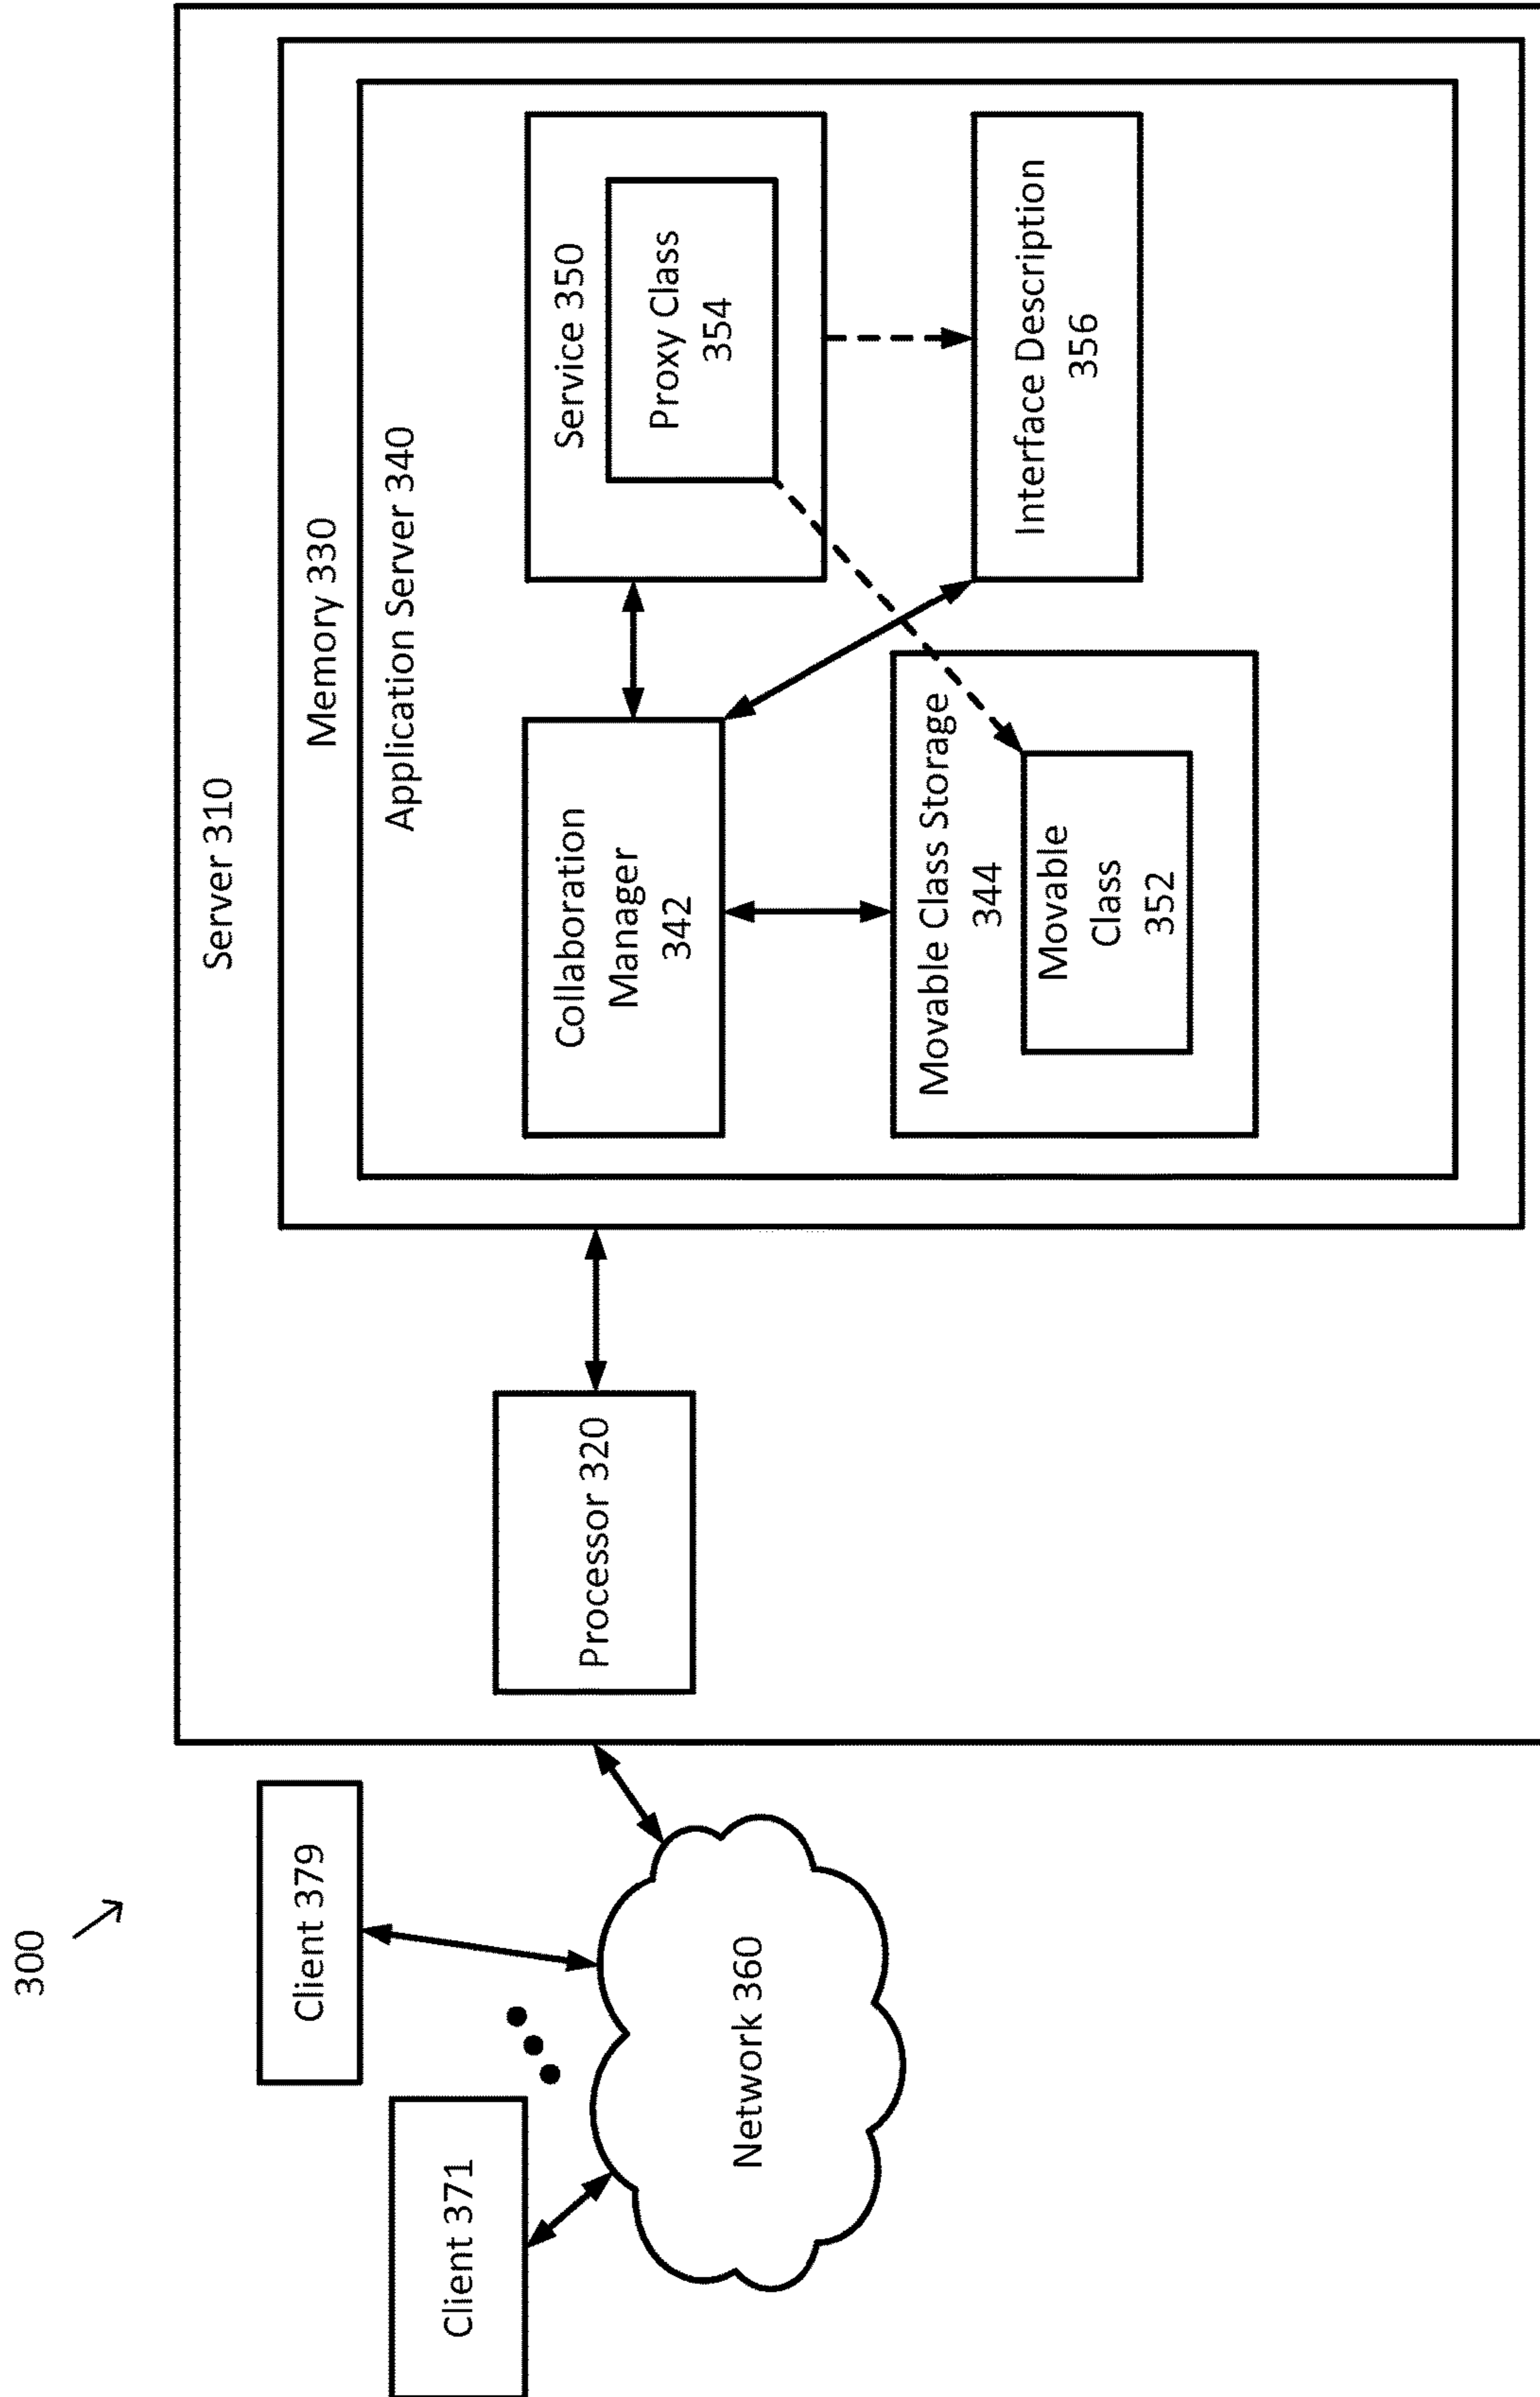 300
Client 371
Client 379
Network 360
Server 310
Processor 320
Memory 330
Application Server 340
Collaboration
Manager
342
Service 350
Proxy Class
354
Movable Class Storage
344
Movable
Class
352
Interface Description
356